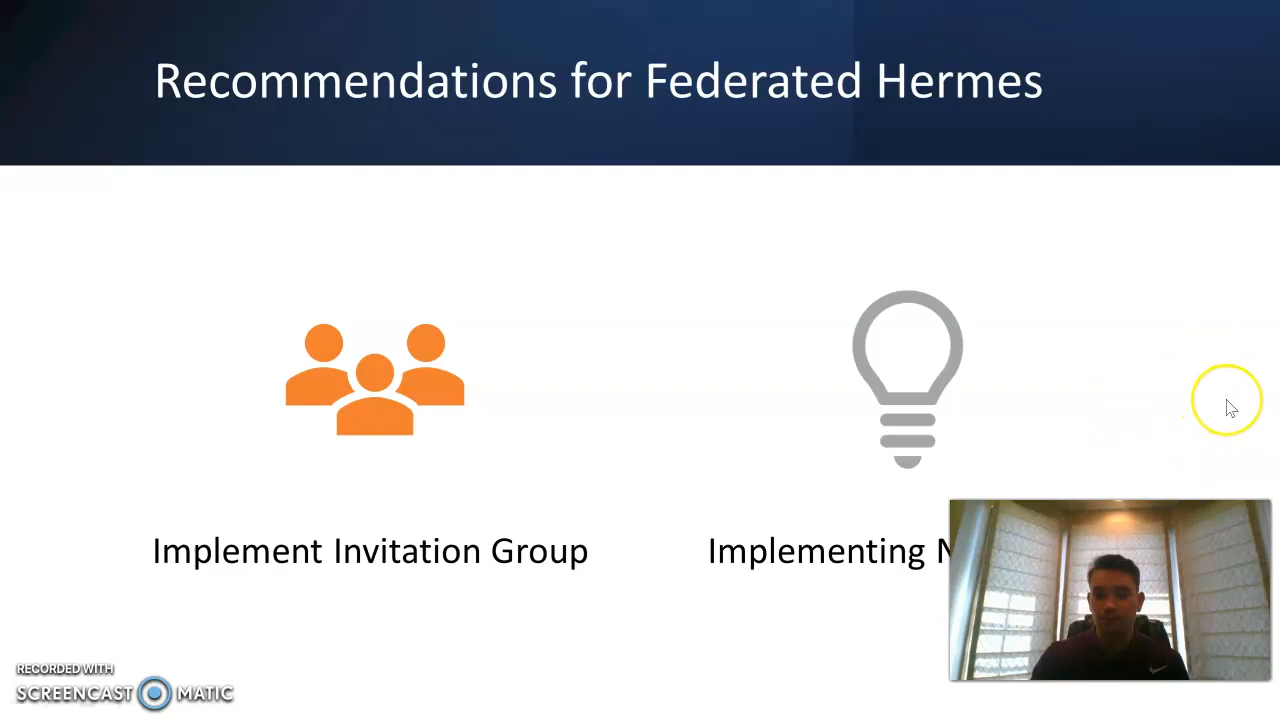 Recommendations for Federated Hermes
Implement Invitation Group
Implementing
RECORDED WITH
SCREENCAST MATIC